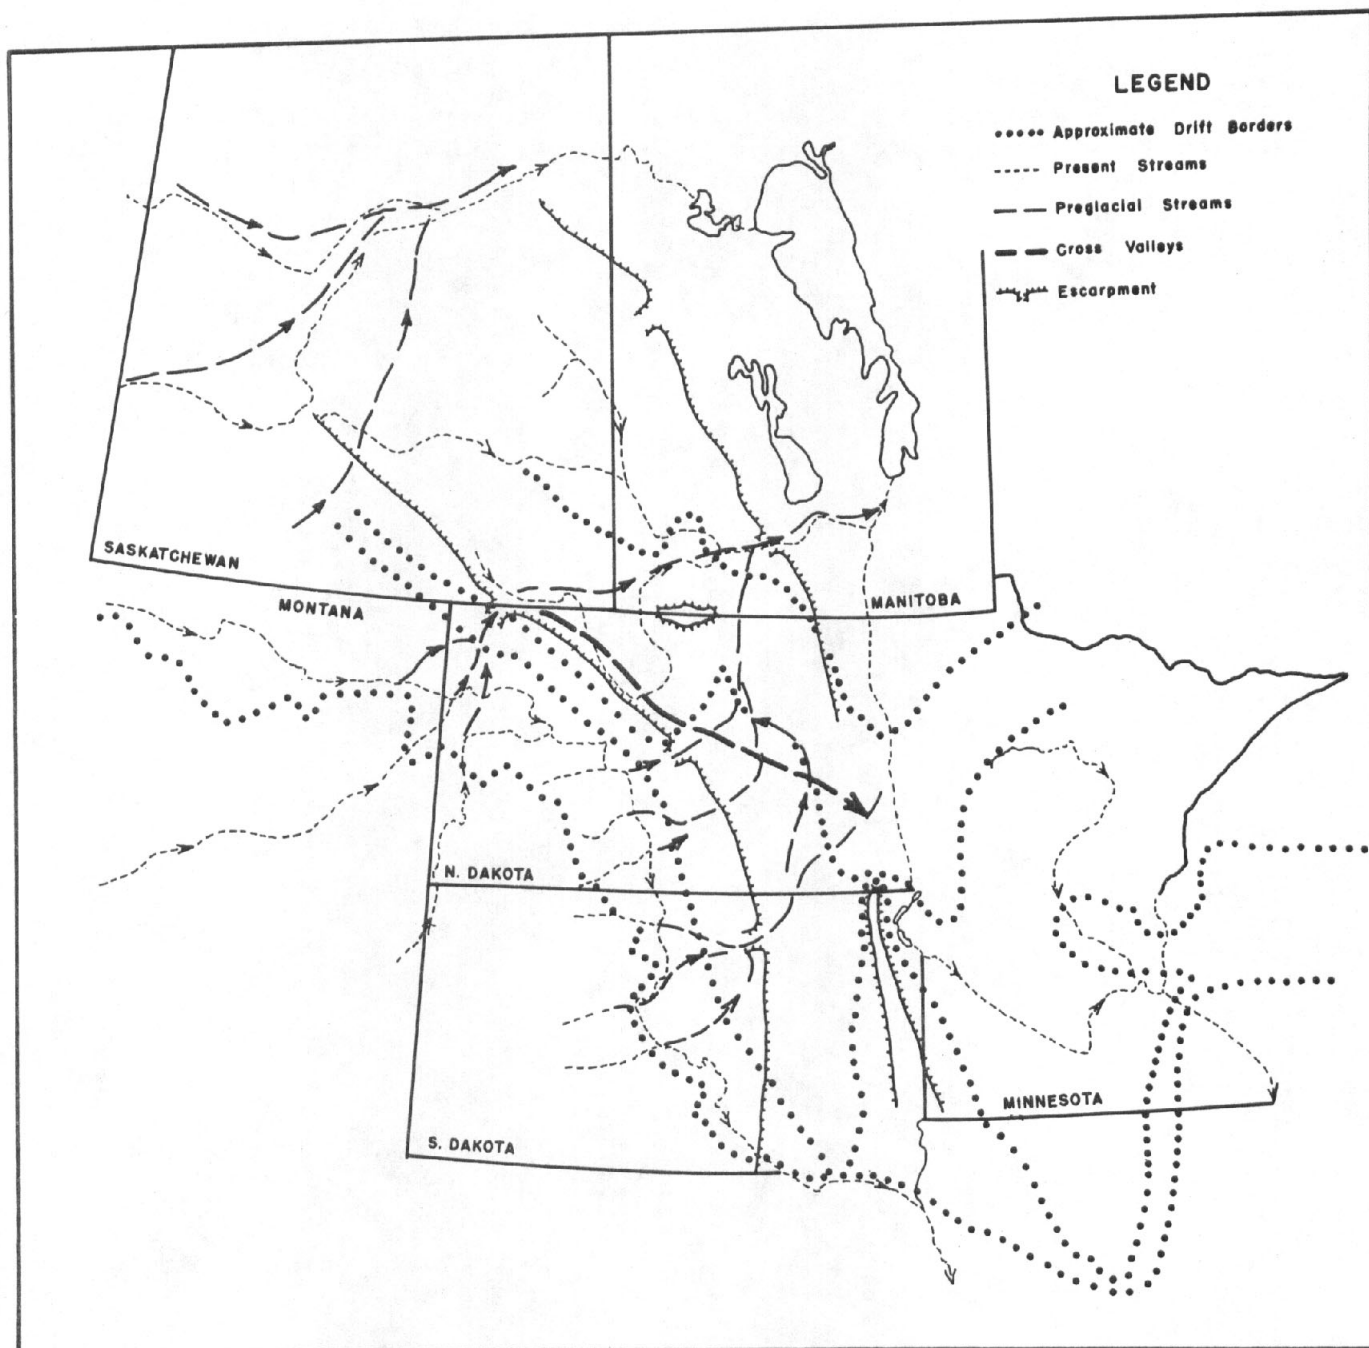 LEGEND
Approximate Drift Borders
Present Streams
Preglacial Streams
Cross Valleys
Escarpment
SASKATCHEWAN
MONTANA
MANITOBA
N. DAKOTA
S. DAKOTA
MINNESOTA